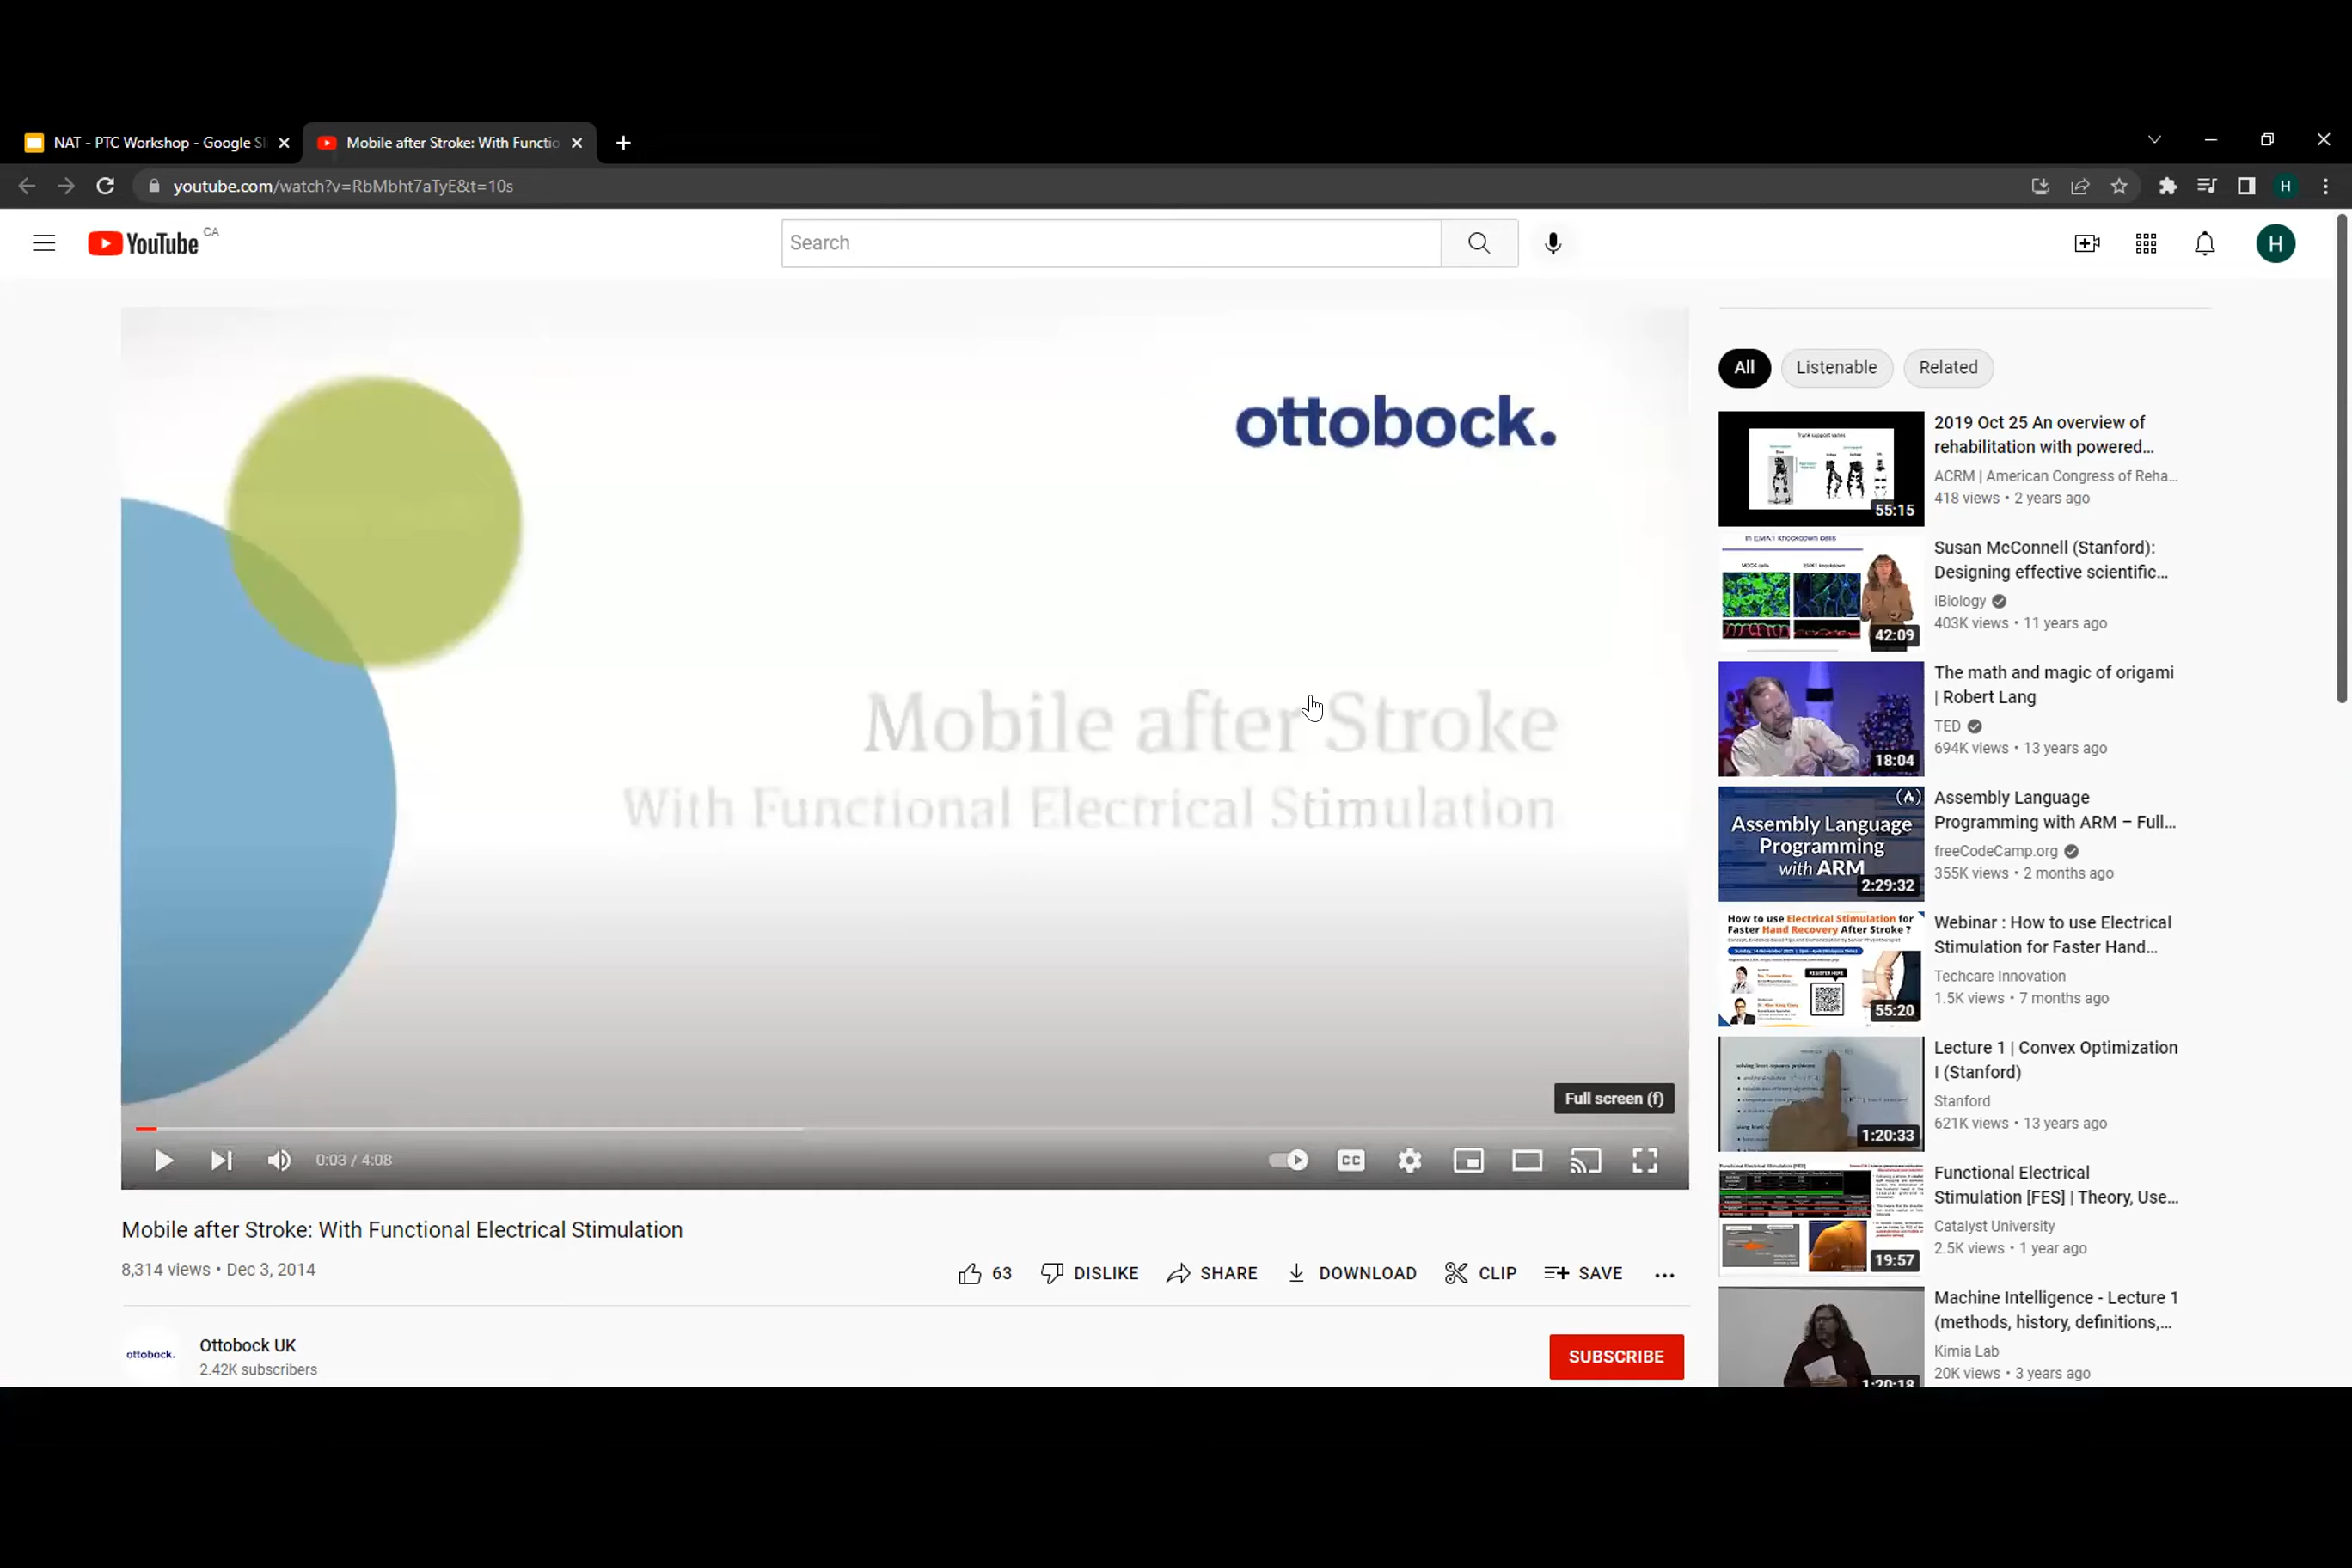 NAT - PTC Workshop - Google Sl
Mobile after Stroke: With Functio
youtube.com/watch?v=RbMbht7aTyE&t=10s
H
YouTube CA
Search
H
ottobock.
Mobile after Stroke
With Functional Electrical Stimulation
Full screen (f)
0:03 / 4:08
CC
Mobile after Stroke: With Functional Electrical Stimulation
8,314 views • Dec 3, 2014
63 DISLIKE SHARE DOWNLOAD CLIP SAVE
ottobock.
Ottobock UK
2.42K subscribers
SUBSCRIBE
All Listenable Related
55:15
2019 Oct 25 An overview of
rehabilitation with powered...
ACRM | American Congress of Reha...
418 views • 2 years ago
42:09
Susan McConnell (Stanford):
Designing effective scientific...
iBiology
403K views • 11 years ago
18:04
The math and magic of origami
| Robert Lang
TED
694K views • 13 years ago
Assembly Language
Programming
with ARM
2:29:32
Assembly Language
Programming with ARM – Full...
freeCodeCamp.org
355K views • 2 months ago
How to use Electrical Stimulation for
Faster Hand Recovery After Stroke ?
REGISTER HERE
55:20
Webinar : How to use Electrical
Stimulation for Faster Hand...
Techcare Innovation
1.5K views • 7 months ago
1:20:33
Lecture 1 | Convex Optimization
I (Stanford)
Stanford
621K views • 13 years ago
19:57
Functional Electrical
Stimulation [FES] | Theory, Use...
Catalyst University
2.5K views • 1 year ago
1:20:18
Machine Intelligence - Lecture 1
(methods, history, definitions,...
Kimia Lab
20K views • 3 years ago